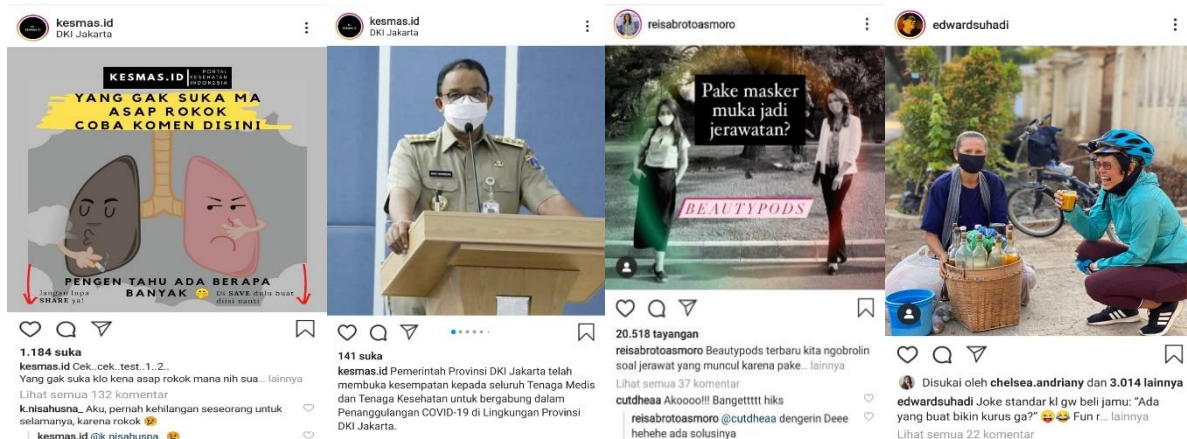 kesmas.id
DKI Jakarta
KESMAS.ID
PORTAL
KESEHATAN
INDONESIA
YANG GAK SUKA MA
ASAP ROKOK
COBA KOMEN DISINI
PENGEN TAHU ADA BERAPA
BANYAK 🤭
Jangan lupa
SHARE ya!
Di SAVE dulu buat
diisi nanti
1.184 suka
kesmas.id Cek..cek..test..1..2..
Yang gak suka klo kena asap rokok mana nih sua... lainnya
Lihat semua 132 komentar
k.nisahusna_ Aku, pernah kehilangan seseorang untuk
selamanya, karena rokok 😢
kesmas.id @k.nisahusna_ 😢
kesmas.id
DKI Jakarta
141 suka
kesmas.id Pemerintah Provinsi DKI Jakarta telah
membuka kesempatan kepada seluruh Tenaga Medis
dan Tenaga Kesehatan untuk bergabung dalam
Penanggulangan COVID-19 di Lingkungan Provinsi
DKI Jakarta.
reisabrotoasmoro
Pake masker
muka jadi
jerawatan?
BEAUTYPODS
20.518 tayangan
reisabrotoasmoro Beautypods terbaru kita ngobrolin
soal jerawat yang muncul karena pake... lainnya
Lihat semua 37 komentar
cutdheaa Akoooo!!! Bangettttt hiks
reisabrotoasmoro @cutdheaa dengerin Deee
hehehe ada solusinya
edwardsuhadi
Disukai oleh chelsea.andriany dan 3.014 lainnya
edwardsuhadi Joke standar kl gw beli jamu: “Ada
yang buat bikin kurus ga?” 😜😂 Fun r... lainnya
Lihat semua 22 komentar